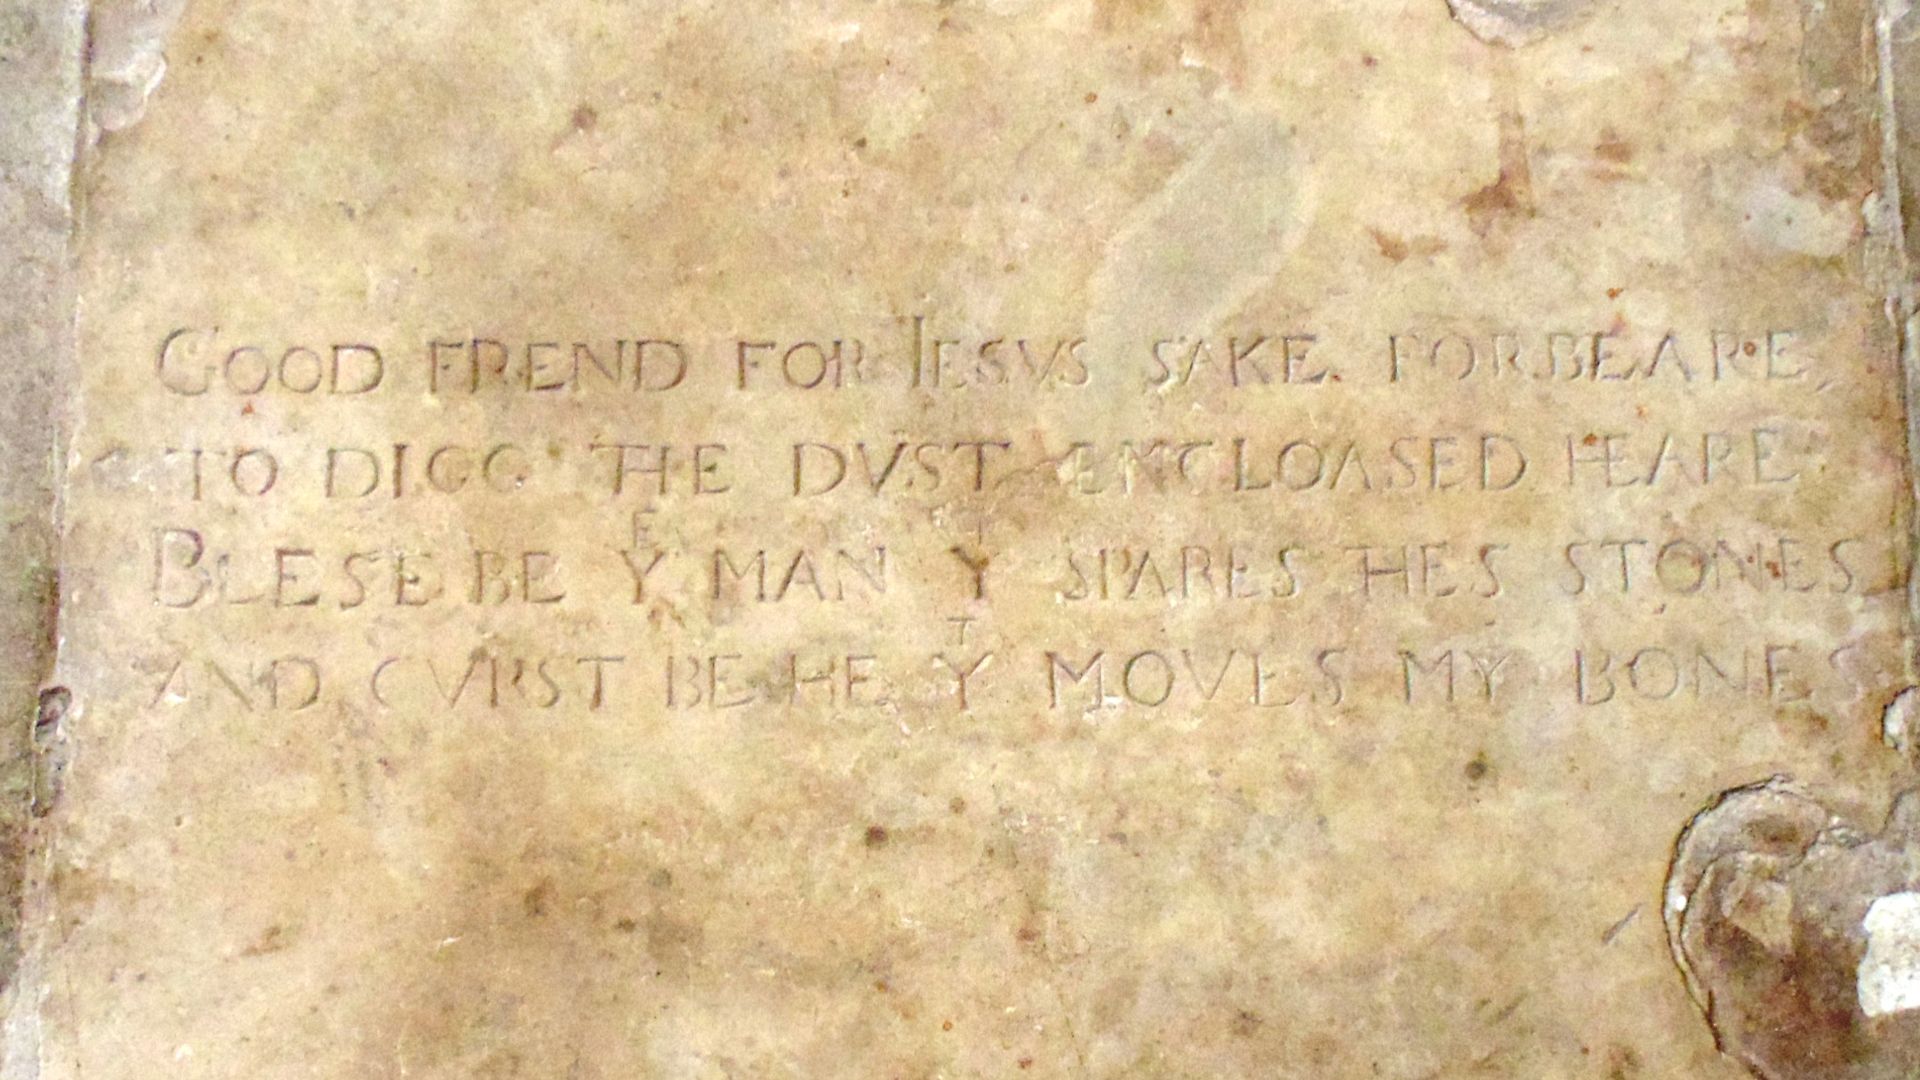 GOOD FREND FOR IESVS SAKE FORBEARE,
TO DIGG THE DVST ENCLOASED HEARE
BLESE BE Yᴱ MAN Yᵀ SPARES THES STONES
AND CVRST BE HE Yᵀ MOVES MY BONES